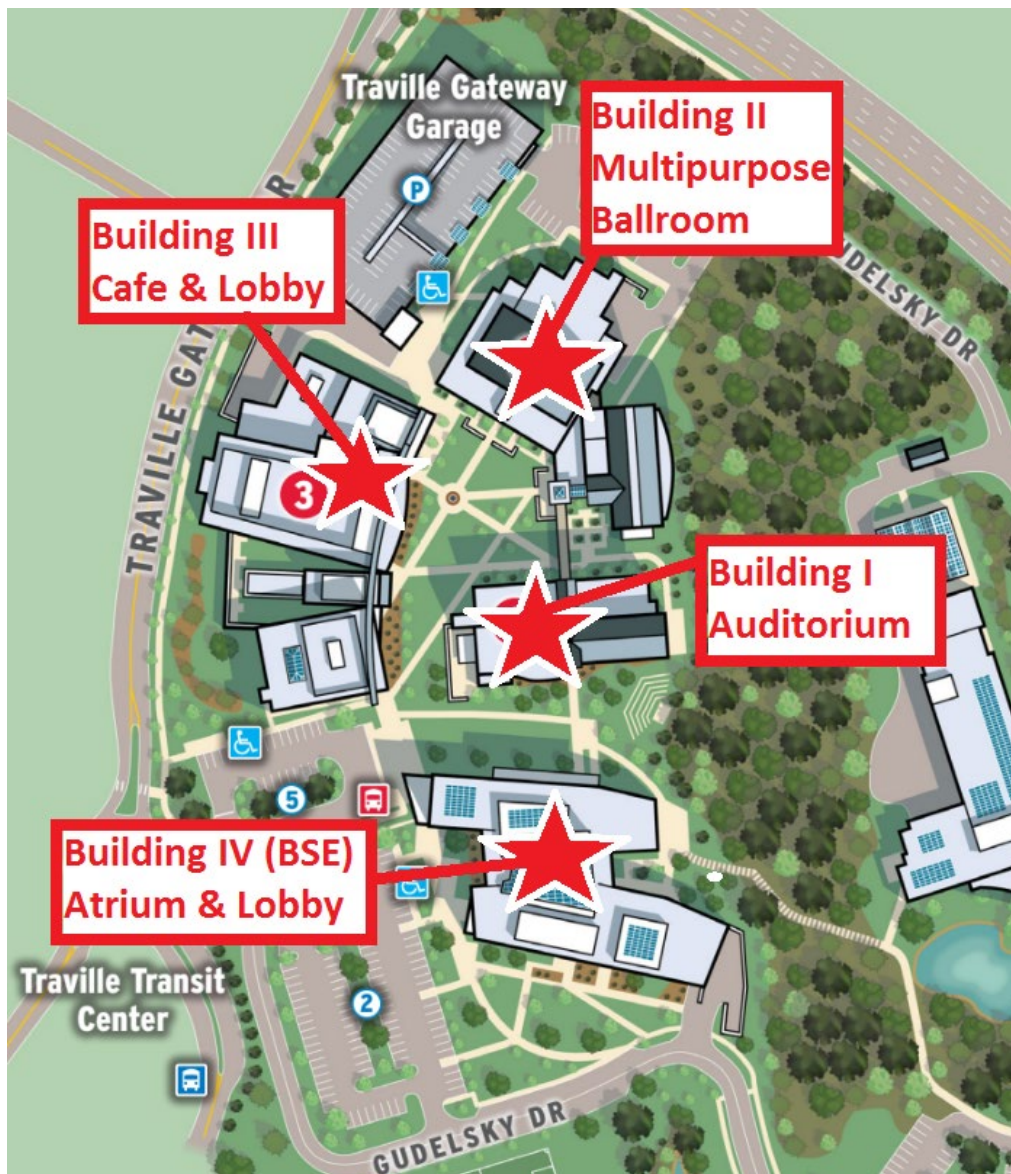 Traville Gateway
Garage
P
Building II
Multipurpose
Ballroom
Building III
Cafe & Lobby
GUDELSKY DR
TRAVILLE GAT
R
3
Building I
Auditorium
5
Building IV (BSE)
Atrium & Lobby
Traville Transit
Center
2
GUDELSKY DR